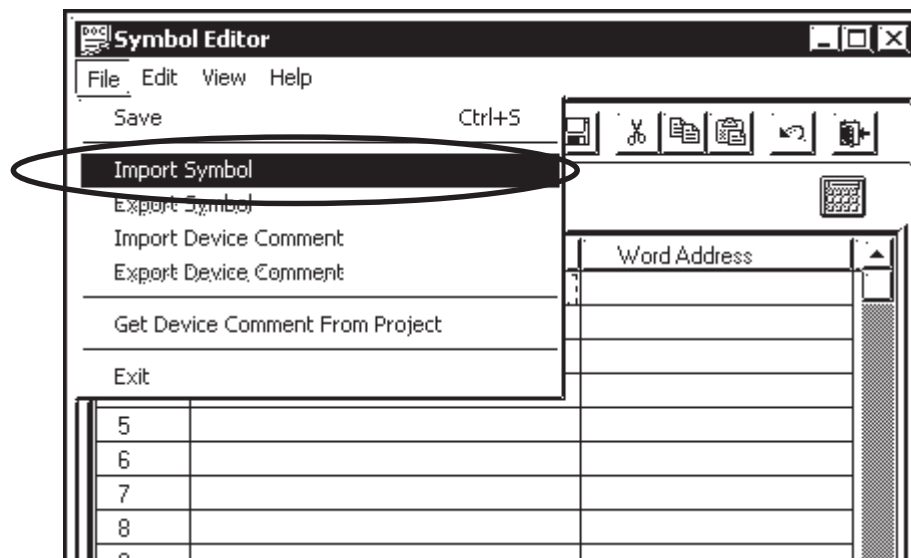 Symbol Editor
File Edit View Help
Save Ctrl+S
Import Symbol
Export Symbol
Import Device Comment
Export Device Comment
Get Device Comment From Project
Exit
Word Address
5
6
7
8